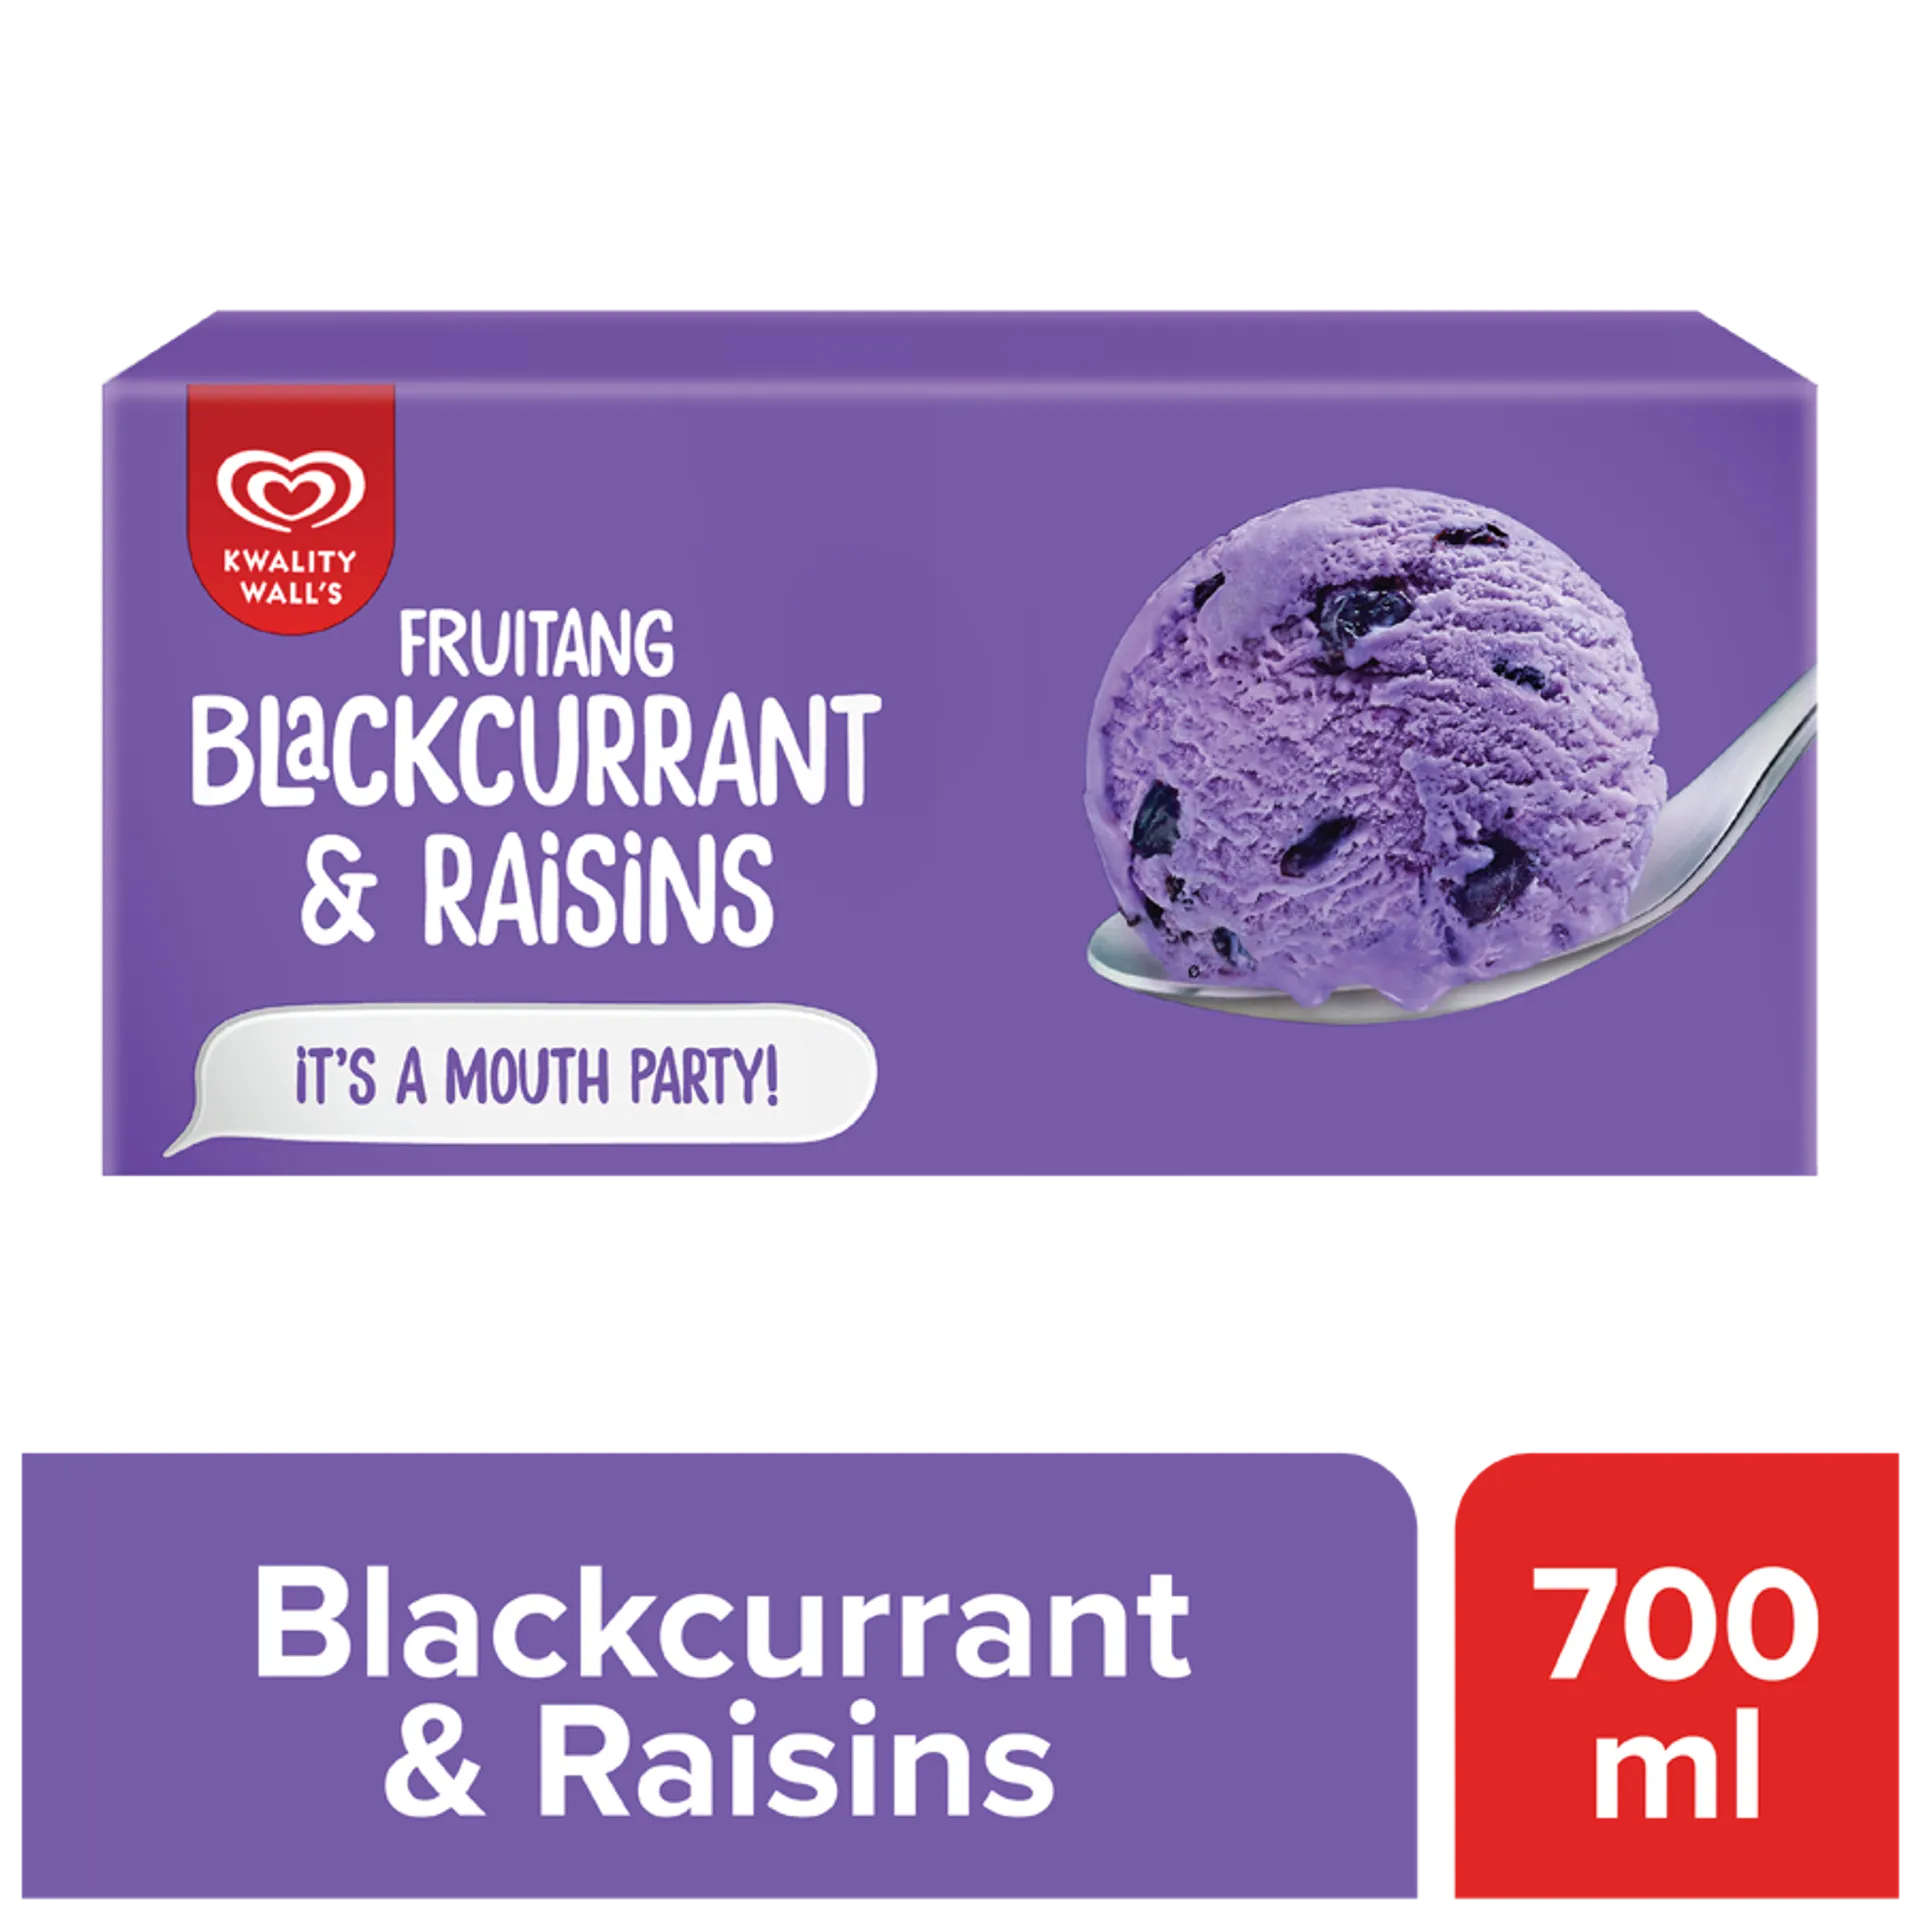 KWALITY
WALL'S
FRUITANG
BLaCKCURRANT
& RAiSiNS
iT'S A MOUTH PARTY!
Blackcurrant
& Raisins
700
ml